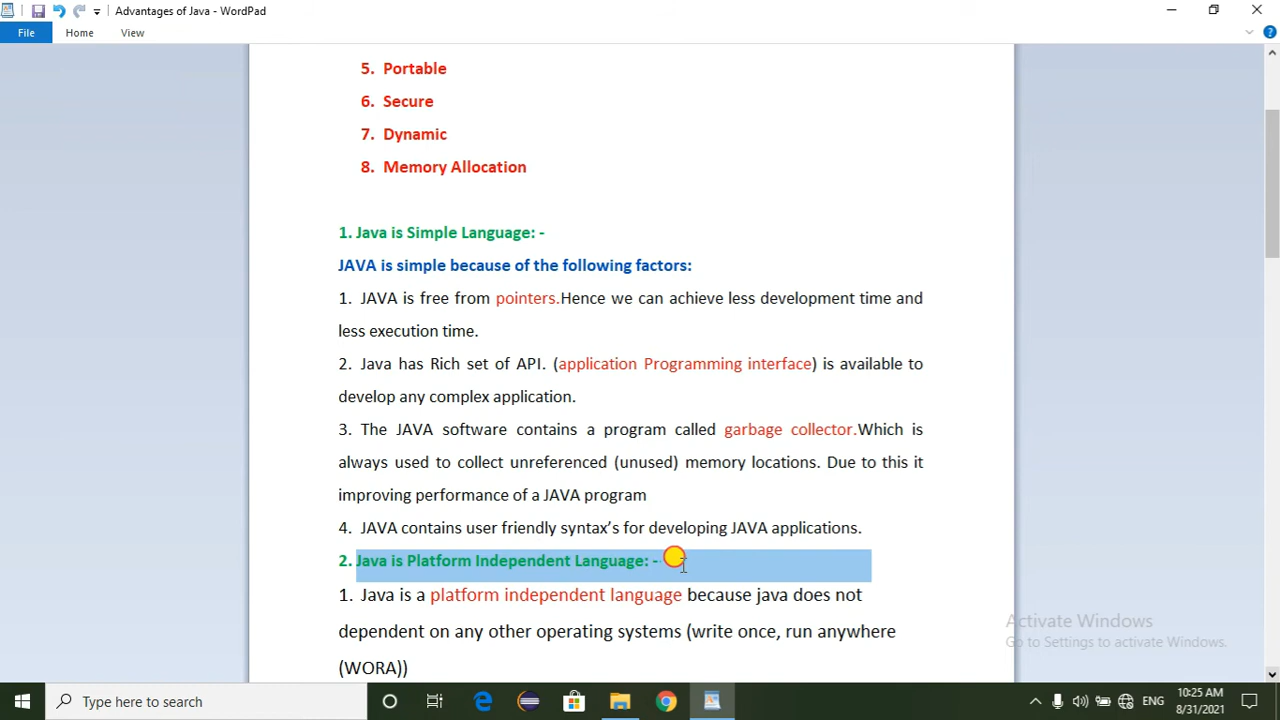 Advantages of Java - WordPad
File Home View
5. Portable
6. Secure
7. Dynamic
8. Memory Allocation
1. Java is Simple Language: -
JAVA is simple because of the following factors:
1. JAVA is free from pointers.Hence we can achieve less development time and
less execution time.
2. Java has Rich set of API. (application Programming interface) is available to
develop any complex application.
3. The JAVA software contains a program called garbage collector.Which is
always used to collect unreferenced (unused) memory locations. Due to this it
improving performance of a JAVA program
4. JAVA contains user friendly syntax’s for developing JAVA applications.
2. Java is Platform Independent Language: -
1. Java is a platform independent language because java does not
dependent on any other operating systems (write once, run anywhere
(WORA))
Activate Windows
Go to Settings to activate Windows.
Type here to search
ENG
10:25 AM
8/31/2021